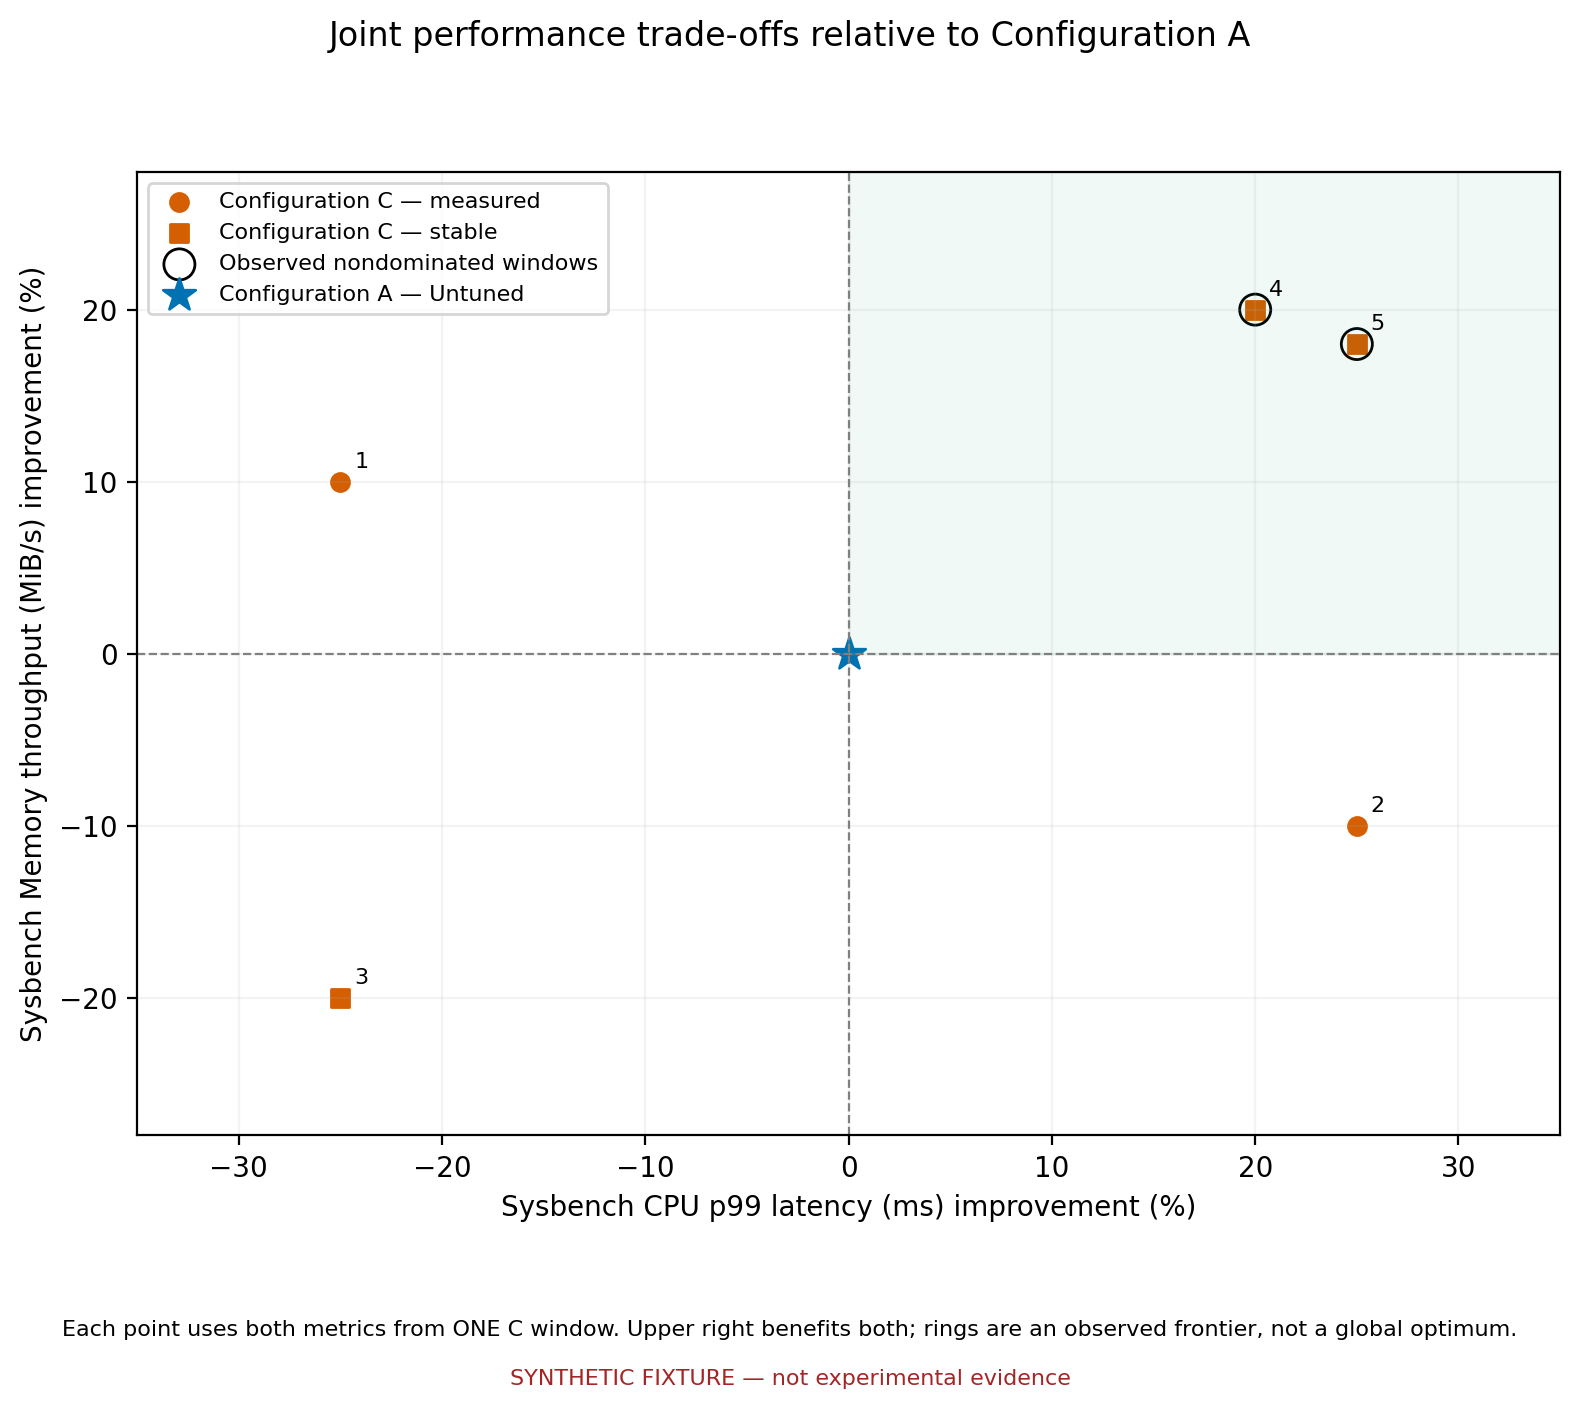 Joint performance trade-offs relative to Configuration A
Configuration C — measured
Configuration C — stable
Observed nondominated windows
Configuration A — Untuned
Sysbench Memory throughput (MiB/s) improvement (%)
20
10
0
−10
−20
4
5
1
2
3
−30
−20
−10
0
10
20
30
Sysbench CPU p99 latency (ms) improvement (%)
Each point uses both metrics from ONE C window. Upper right benefits both; rings are an observed frontier, not a global optimum.
SYNTHETIC FIXTURE — not experimental evidence